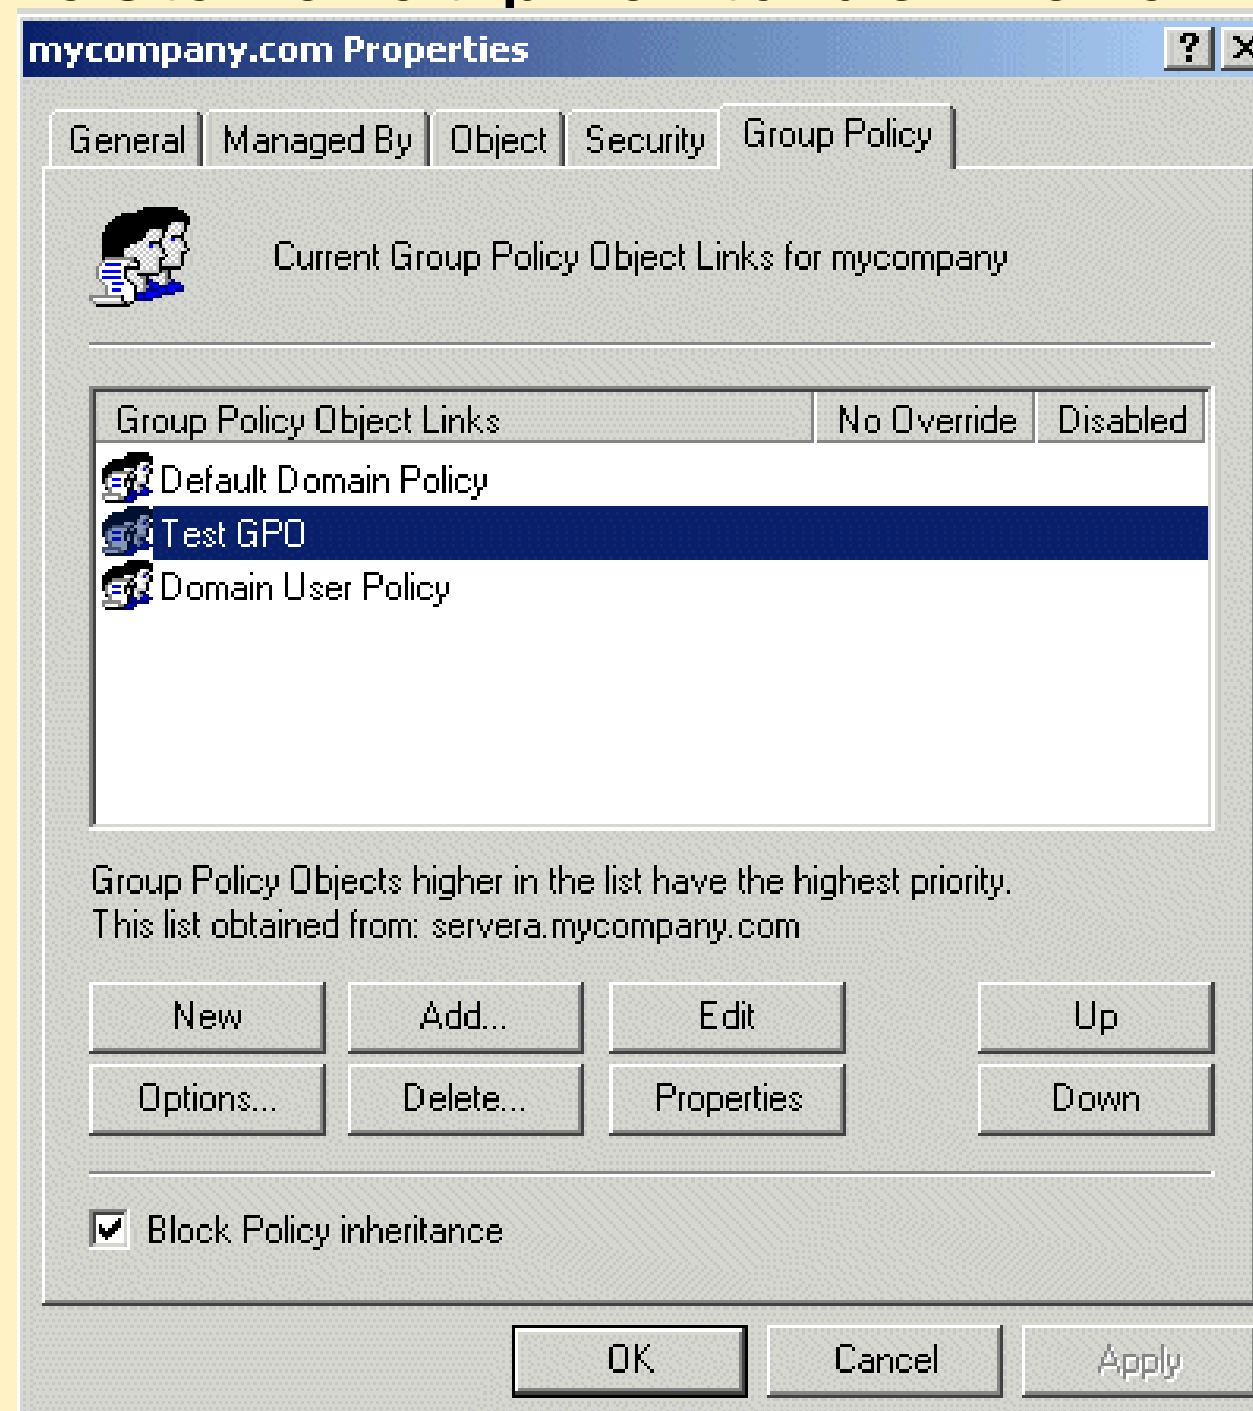 mycompany.com Properties
General Managed By Object Security Group Policy
Current Group Policy Object Links for mycompany
Group Policy Object Links No Override Disabled
Default Domain Policy
Test GPO
Domain User Policy
Group Policy Objects higher in the list have the highest priority.
This list obtained from: servera.mycompany.com
New Add... Edit Up
Options... Delete... Properties Down
Block Policy inheritance
OK Cancel Apply